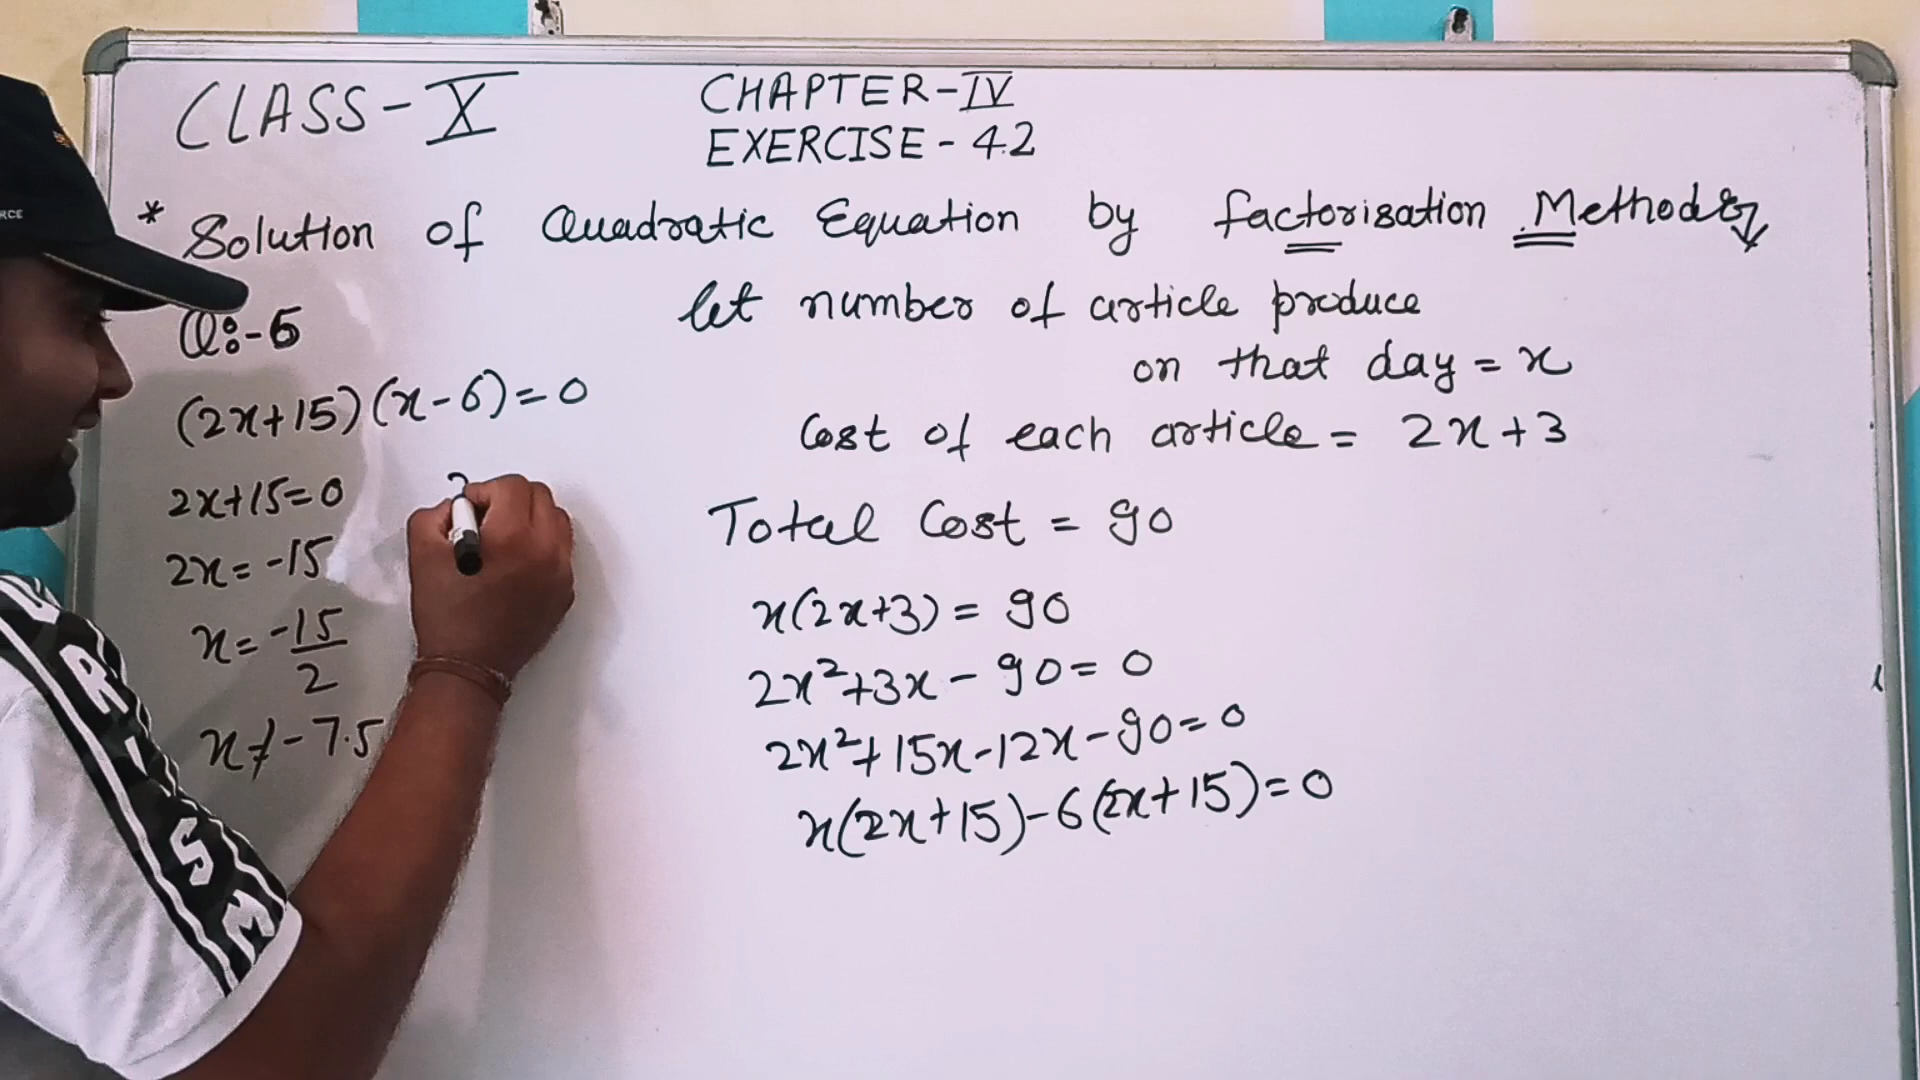 CLASS-X
CHAPTER-IV
EXERCISE-4.2
* Solution of Quadratic Equation by factorisation Method
Q:-6
(2x+15)(x-6)=0
2x+15=0
2x=-15
x=-15/2
x≠-7.5
let number of article produce
on that day = x
Cost of each article = 2x+3
Total Cost = 90
x(2x+3) = 90
2x²+3x-90=0
2x²+15x-12x-90=0
x(2x+15)-6(2x+15)=0
RCE